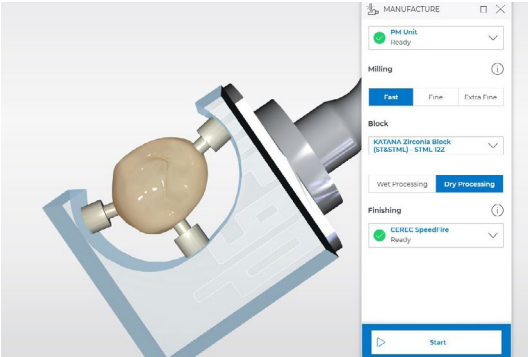 MANUFACTURE
PM Unit
Ready
Milling
Fast Fine Extra Fine
Block
KATANA Zirconia Block
(ST&STML) - STML 12Z
Wet Processing Dry Processing
Finishing
CEREC SpeedFire
Ready
Start